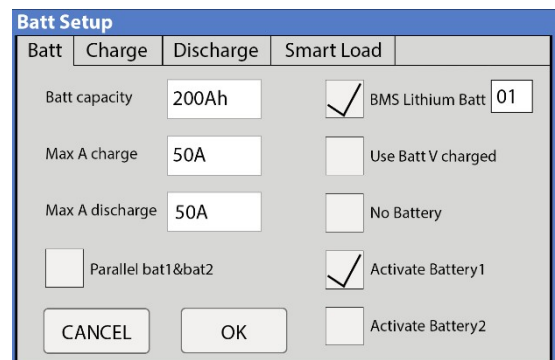 Batt Setup
Batt Charge Discharge Smart Load
Batt capacity 200Ah BMS Lithium Batt 01
Max A charge 50A Use Batt V charged
Max A discharge 50A No Battery
Parallel bat1&bat2 Activate Battery1
CANCEL OK Activate Battery2